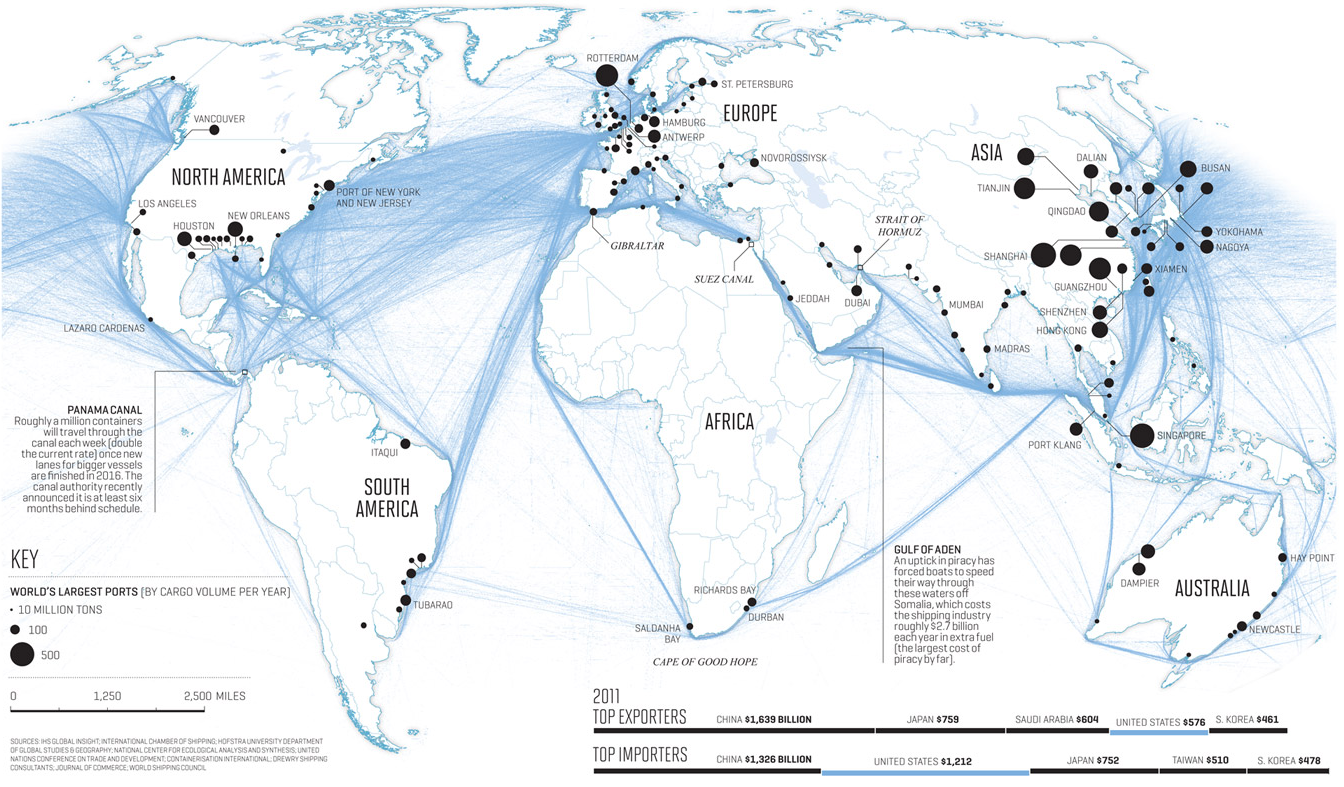 ROTTERDAM
ST. PETERSBURG
EUROPE
VANCOUVER
HAMBURG
ANTWERP
ASIA
DALIAN
BUSAN
NOVOROSSIYSK
NORTH AMERICA
TIANJIN
PORT OF NEW YORK
AND NEW JERSEY
LOS ANGELES
QINGDAO
NEW ORLEANS
HOUSTON
STRAIT OF
HORMUZ
YOKOHAMA
GIBRALTAR
NAGOYA
SHANGHAI
SUEZ CANAL
XIAMEN
GUANGZHOU
JEDDAH
DUBAI
MUMBAI
SHENZHEN
LAZARO CARDENAS
HONG KONG
MADRAS
PANAMA CANAL
Roughly a million containers
will travel through the
canal each week (double
the current rate) once new
lanes for bigger vessels
are finished in 2016. The
canal authority recently
announced it is at least six
months behind schedule.
AFRICA
ITAQUI
PORT KLANG
SINGAPORE
SOUTH
AMERICA
KEY
WORLD'S LARGEST PORTS (BY CARGO VOLUME PER YEAR)
10 MILLION TONS
100
500
0 1,250 2,500 MILES
TUBARAO
GULF OF ADEN
An uptick in piracy has
forced boats to speed
their way through
these waters off
Somalia, which costs
the shipping industry
roughly $2.7 billion
each year in extra fuel
(the largest cost of
piracy by far).
HAY POINT
DAMPIER
AUSTRALIA
RICHARDS BAY
DURBAN
SALDANHA
BAY
NEWCASTLE
CAPE OF GOOD HOPE
2011
TOP EXPORTERS CHINA $1,639 BILLION JAPAN $759 SAUDI ARABIA $604 UNITED STATES $576 S. KOREA $461
TOP IMPORTERS CHINA $1,326 BILLION UNITED STATES $1,212 JAPAN $752 TAIWAN $510 S. KOREA $478
SOURCES: IHS GLOBAL INSIGHT; INTERNATIONAL CHAMBER OF SHIPPING; HOFSTRA UNIVERSITY DEPARTMENT
OF GLOBAL STUDIES & GEOGRAPHY; NATIONAL CENTER FOR ECOLOGICAL ANALYSIS AND SYNTHESIS; UNITED
NATIONS CONFERENCE ON TRADE AND DEVELOPMENT; CONTAINERISATION INTERNATIONAL; DREWRY SHIPPING
CONSULTANTS; JOURNAL OF COMMERCE; WORLD SHIPPING COUNCIL